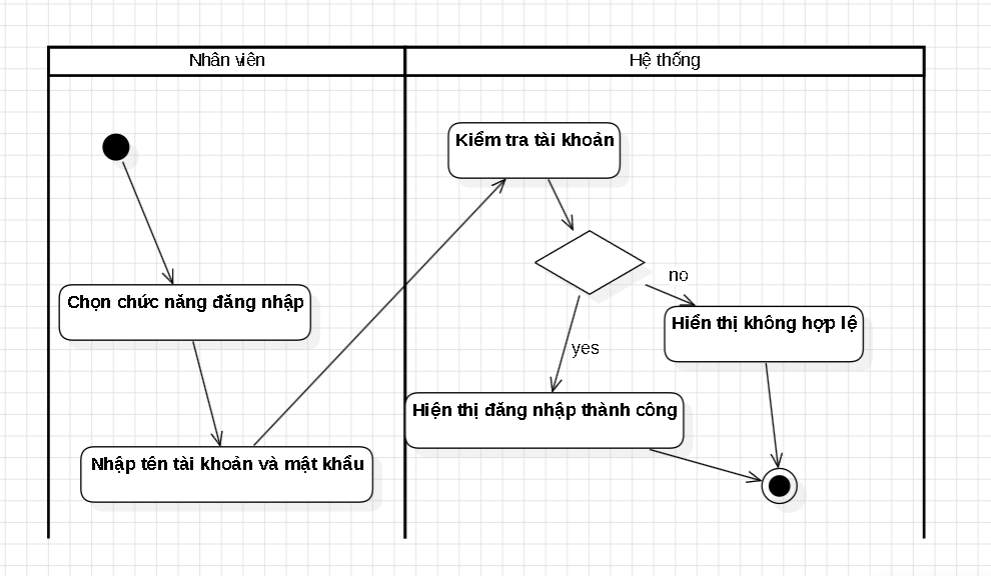 Nhân viên
Hệ thống
Kiểm tra tài khoản
Chọn chức năng đăng nhập
no
Hiển thị không hợp lệ
yes
Hiện thị đăng nhập thành công
Nhập tên tài khoản và mật khẩu